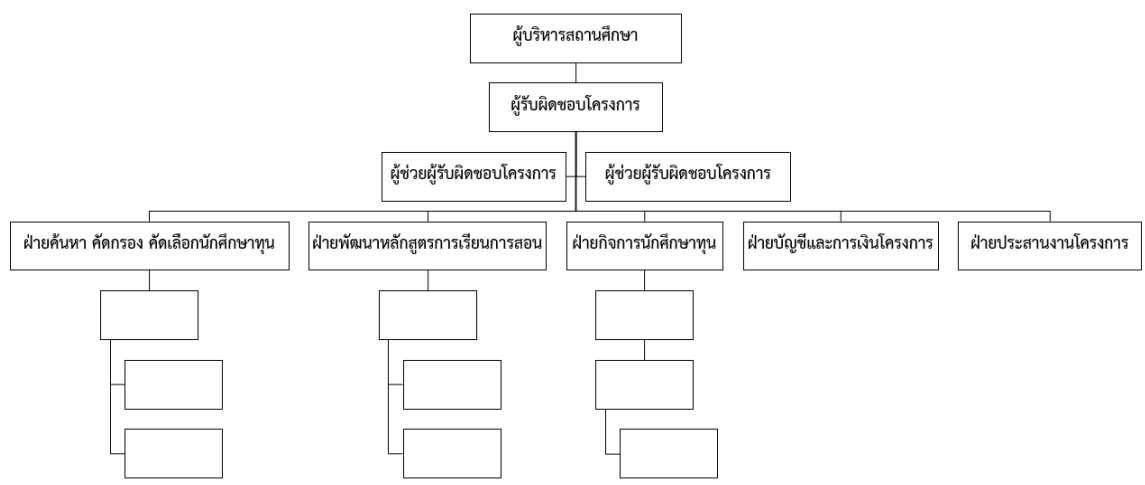 ผู้บริหารสถานศึกษา
ผู้รับผิดชอบโครงการ
ผู้ช่วยผู้รับผิดชอบโครงการ
ผู้ช่วยผู้รับผิดชอบโครงการ
ฝ่ายค้นหา คัดกรอง คัดเลือกนักศึกษาทุน
ฝ่ายพัฒนาหลักสูตรการเรียนการสอน
ฝ่ายกิจการนักศึกษาทุน
ฝ่ายบัญชีและการเงินโครงการ
ฝ่ายประสานงานโครงการ